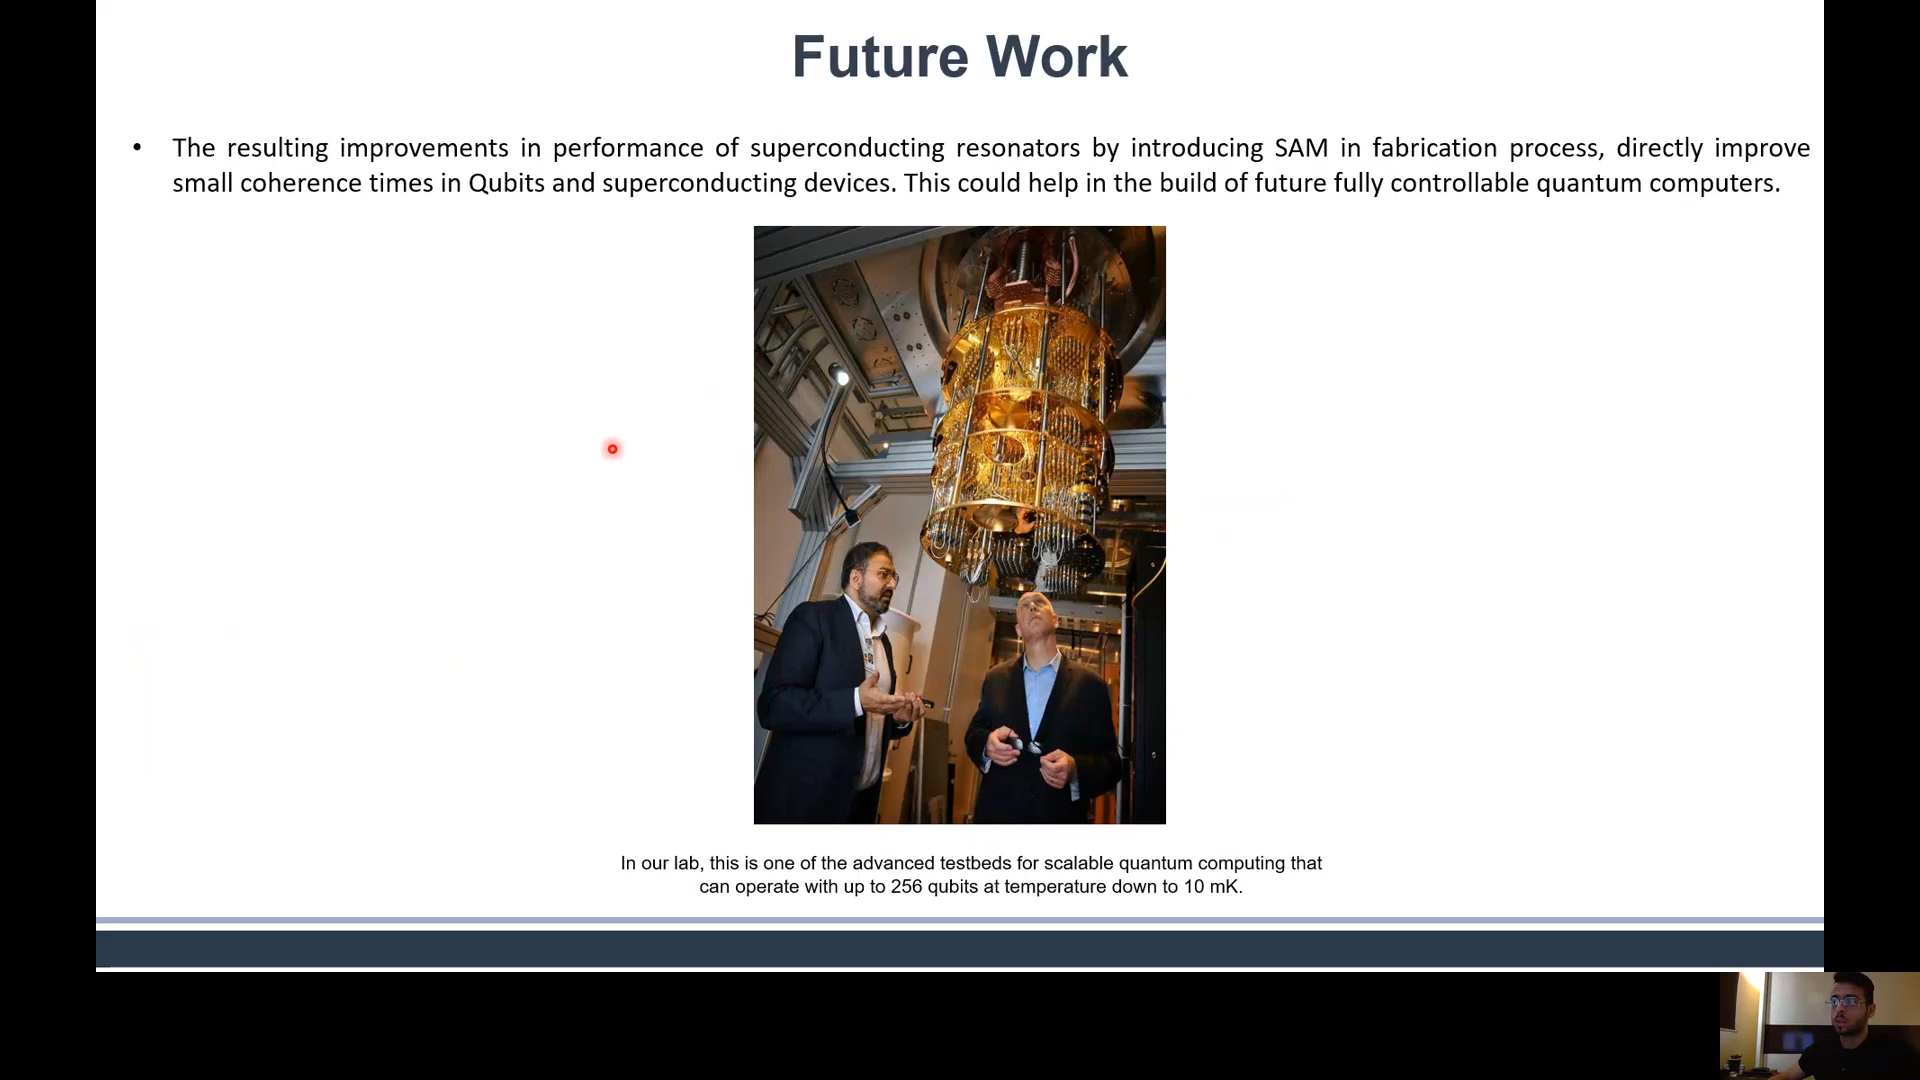 Future Work
• The resulting improvements in performance of superconducting resonators by introducing SAM in fabrication process, directly improve
small coherence times in Qubits and superconducting devices. This could help in the build of future fully controllable quantum computers.
In our lab, this is one of the advanced testbeds for scalable quantum computing that
can operate with up to 256 qubits at temperature down to 10 mK.